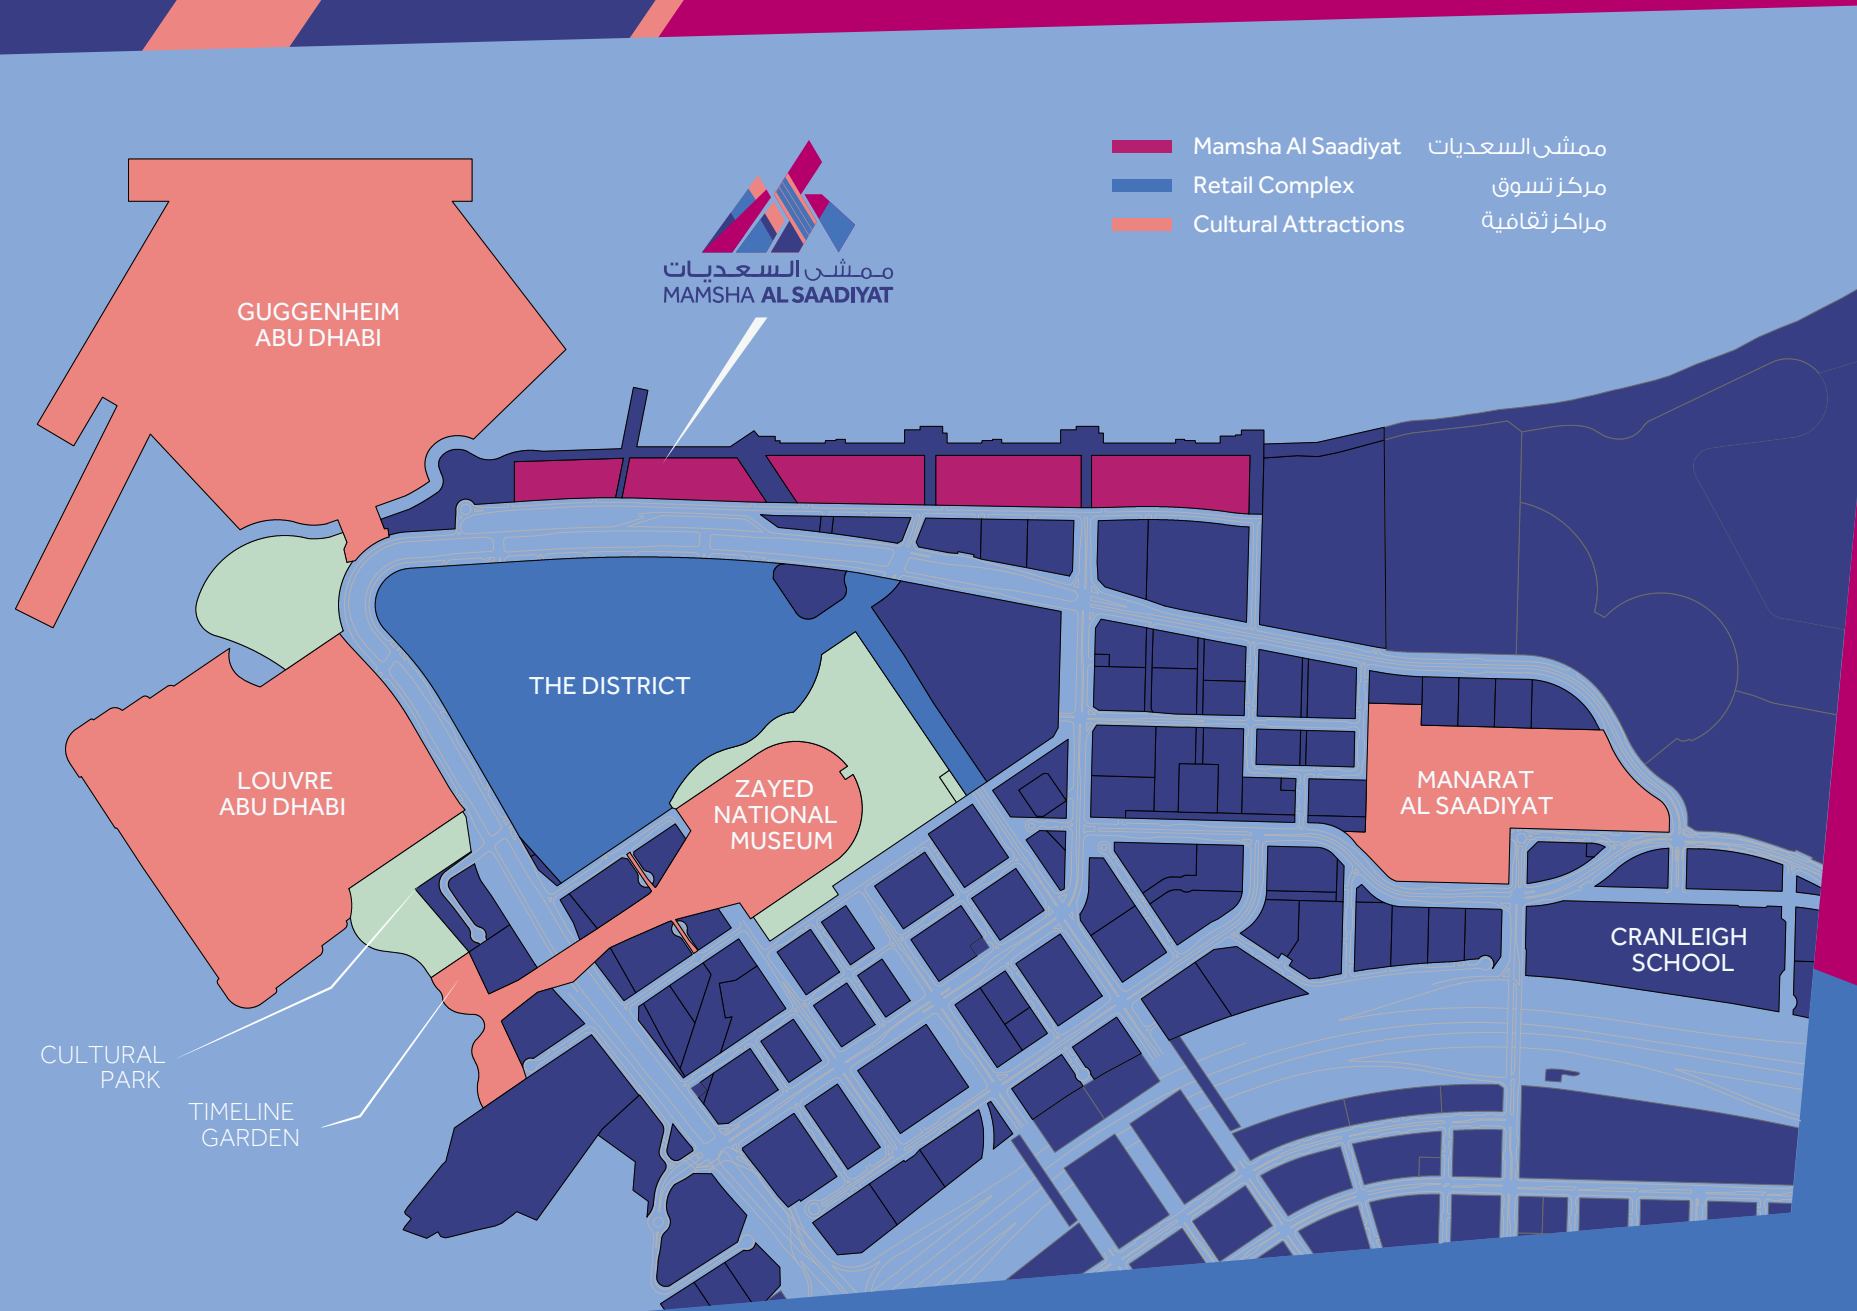 ممشى السعديات
MAMSHA AL SAADIYAT
Mamsha Al Saadiyat ممشى السعديات
Retail Complex مركز تسوق
Cultural Attractions مراكز ثقافية
GUGGENHEIM
ABU DHABI
THE DISTRICT
LOUVRE
ABU DHABI
ZAYED
NATIONAL
MUSEUM
MANARAT
AL SAADIYAT
CRANLEIGH
SCHOOL
CULTURAL
PARK
TIMELINE
GARDEN